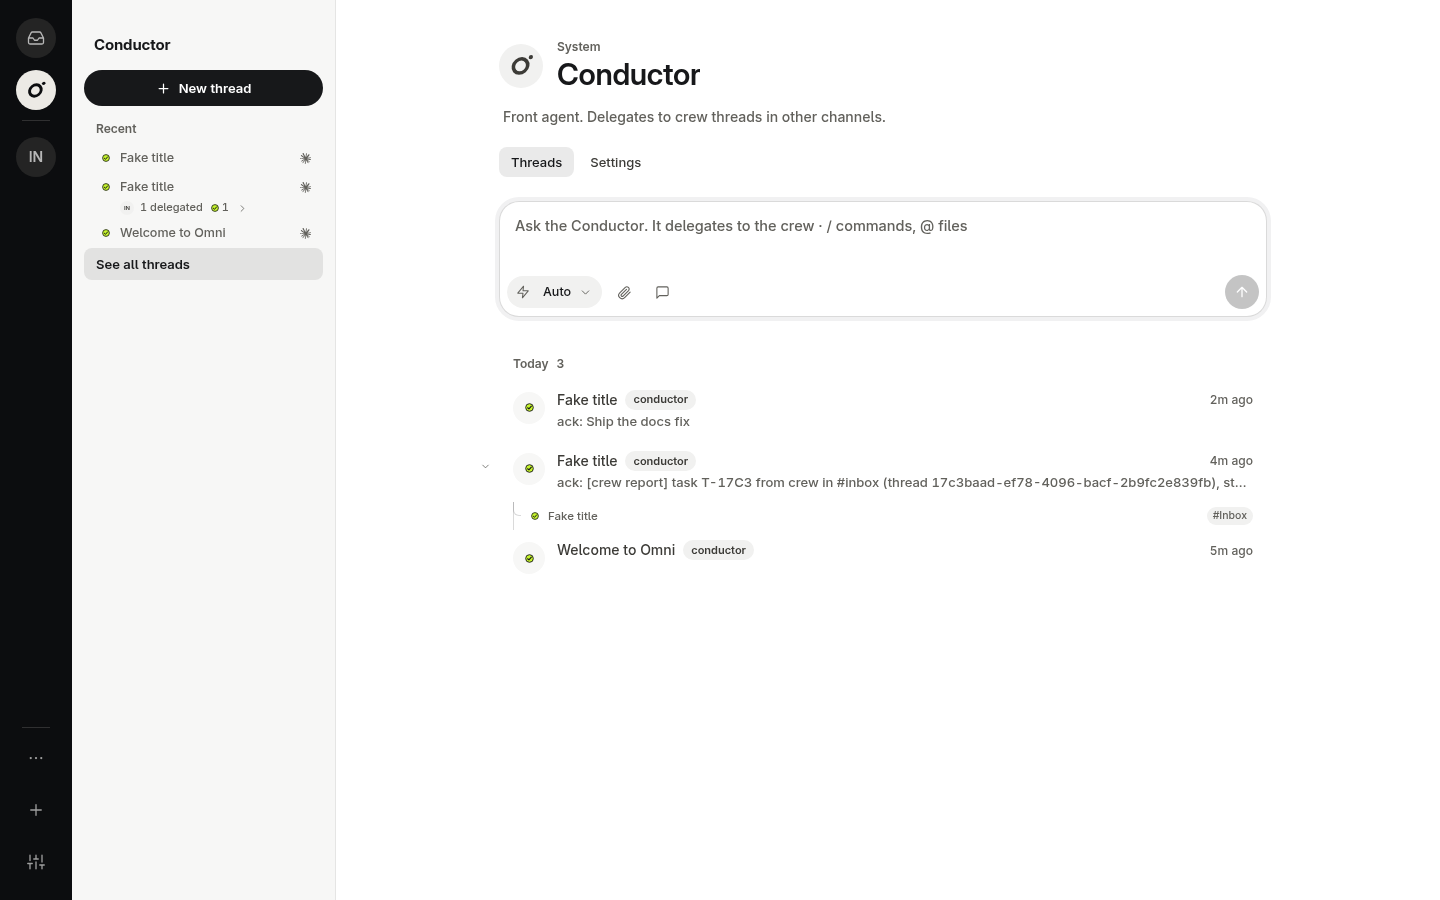 Conductor
New thread
Recent
IN
Fake title
Fake title
IN 1 delegated 1
Welcome to Omni
See all threads
System
Conductor
Front agent. Delegates to crew threads in other channels.
Threads Settings
Ask the Conductor. It delegates to the crew · / commands, @ files
Auto
Today 3
Fake title conductor 2m ago
ack: Ship the docs fix
Fake title conductor 4m ago
ack: [crew report] task T-17C3 from crew in #inbox (thread 17c3baad-ef78-4096-bacf-2b9fc2e839fb), st...
Fake title #Inbox
Welcome to Omni conductor 5m ago